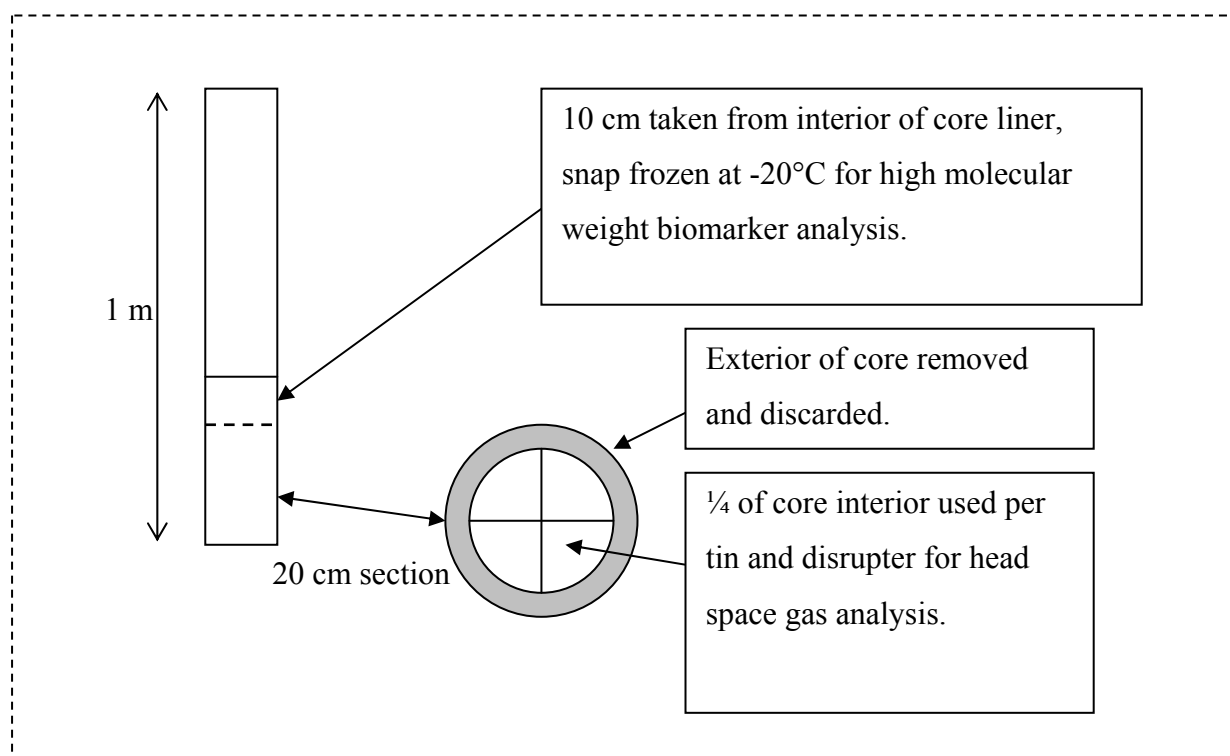 10 cm taken from interior of core liner,
snap frozen at -20°C for high molecular
weight biomarker analysis.
1 m
Exterior of core removed
and discarded.
¼ of core interior used per
tin and disrupter for head
space gas analysis.
20 cm section